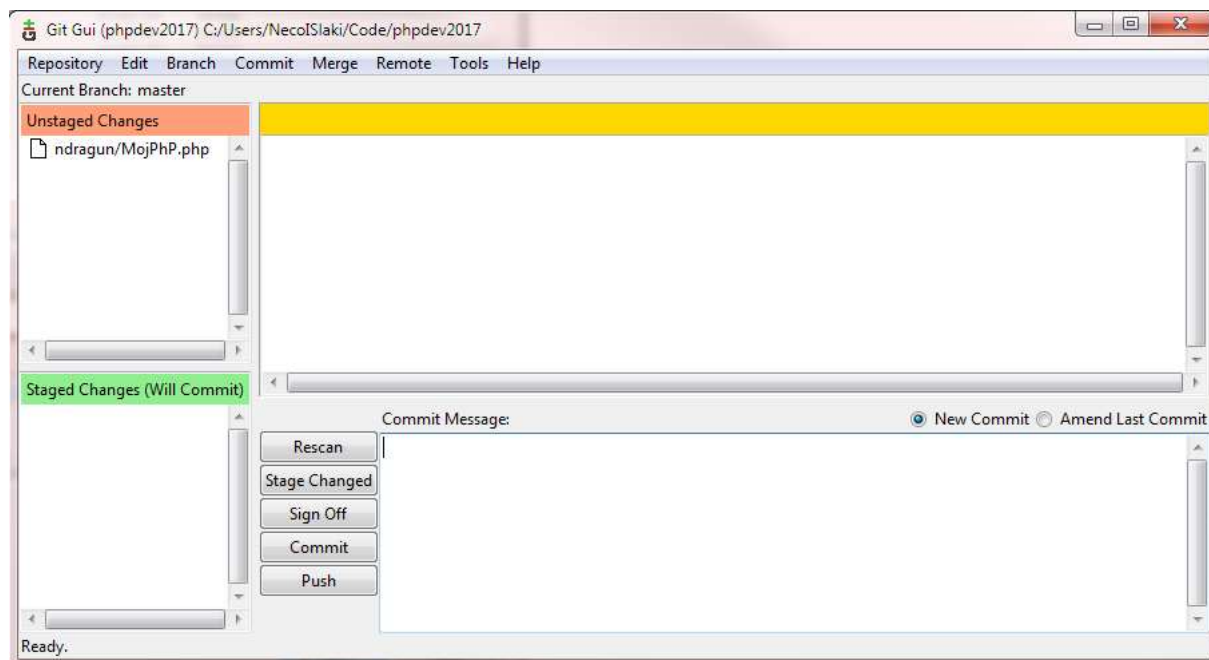 Git Gui (phpdev2017) C:/Users/NecoISlaki/Code/phpdev2017
Repository Edit Branch Commit Merge Remote Tools Help
Current Branch: master
Unstaged Changes
ndragun/MojPhP.php
Staged Changes (Will Commit)
Commit Message:
New Commit Amend Last Commit
Rescan
Stage Changed
Sign Off
Commit
Push
Ready.